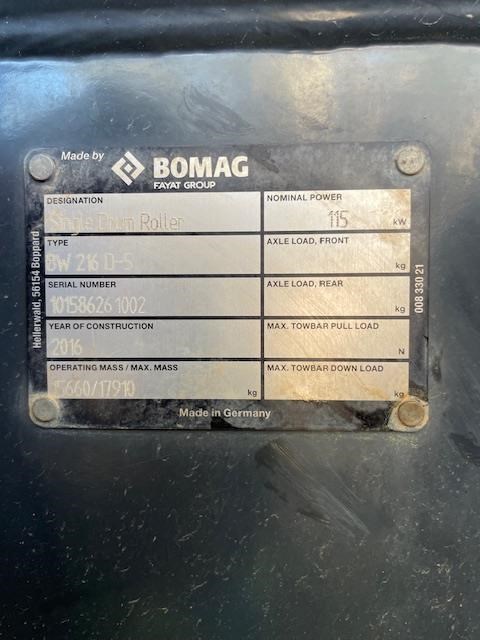 Made by BOMAG
FAYAT GROUP
DESIGNATION
Single Drum Roller
NOMINAL POWER
115 kW
TYPE
BW 216 D-5
AXLE LOAD, FRONT
kg
SERIAL NUMBER
101586261002
AXLE LOAD, REAR
kg
YEAR OF CONSTRUCTION
2016
MAX. TOWBAR PULL LOAD
N
OPERATING MASS / MAX. MASS
15660/17910 kg
MAX. TOWBAR DOWN LOAD
kg
Made in Germany
Hellerwald, 56154 Boppard
008 330 21